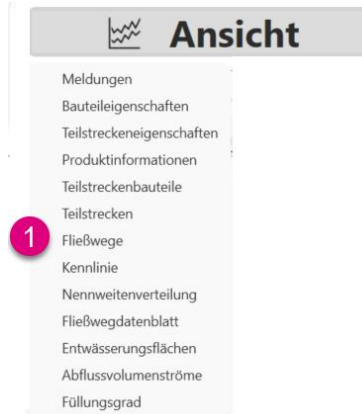 Ansicht
Meldungen
Bauteileigenschaften
Teilstreckeneigenschaften
Produktinformationen
Teilstreckenbauteile
Teilstrecken
1 Fließwege
Kennlinie
Nennweitenverteilung
Fließwegdatenblatt
Entwässerungsflächen
Abflussvolumenströme
Füllungsgrad